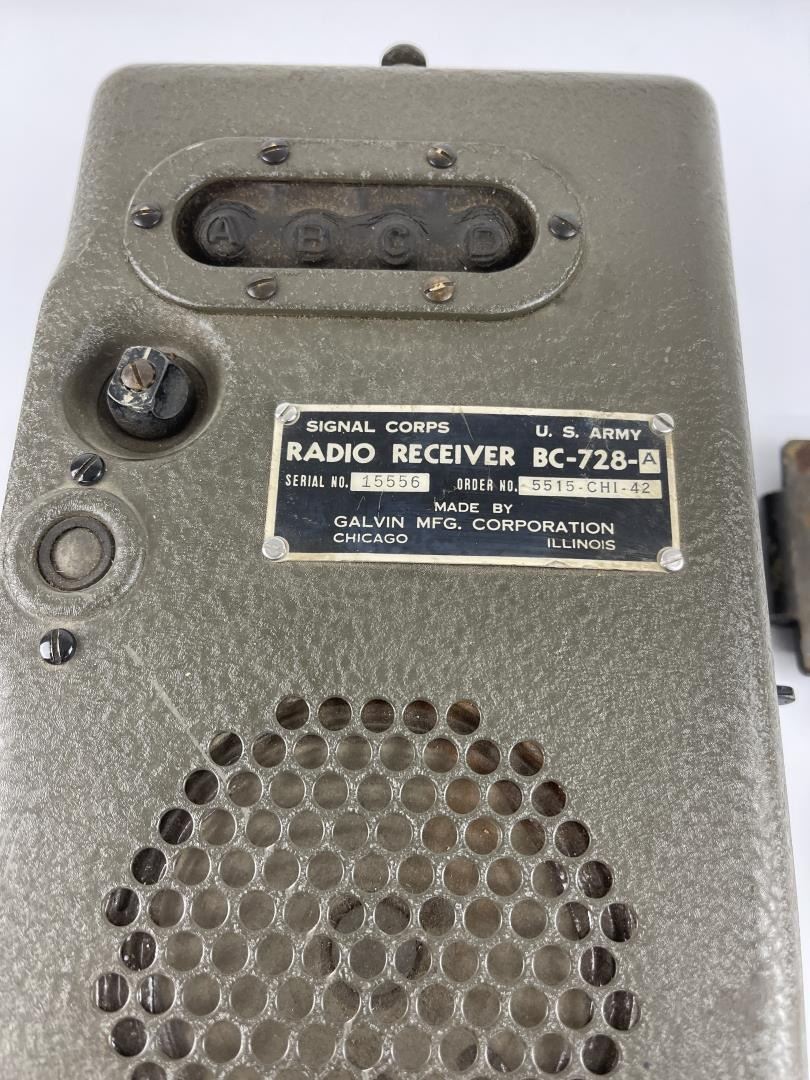 A B C D
SIGNAL CORPS U. S. ARMY
RADIO RECEIVER BC-728-A
SERIAL NO. 15556 ORDER NO. 5515-CHI-42
MADE BY
GALVIN MFG. CORPORATION
CHICAGO ILLINOIS